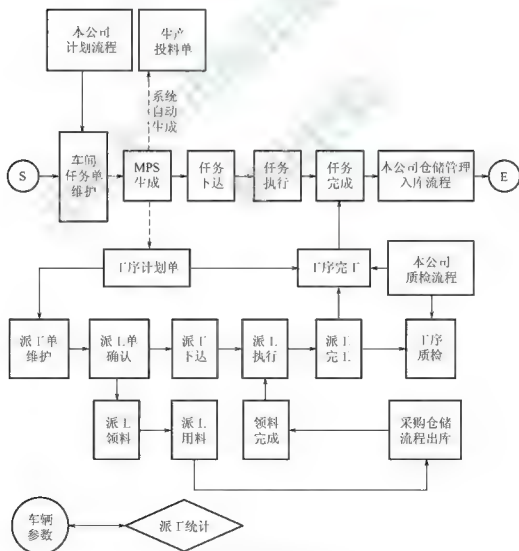 本公司
计划流程
生产
投料单
系统
自动
生成
S
车间
任务单
维护
MPS
生成
任务
下达
任务
执行
任务
完成
本公司仓储管理
入库流程
E
工序计划单
工序完工
本公司
质检流程
派工单
维护
派工单
确认
派工
下达
派工
执行
派工
完工
工序
质检
派工
领料
派工
用料
领料
完成
采购仓储
流程出库
车辆
参数
派工统计